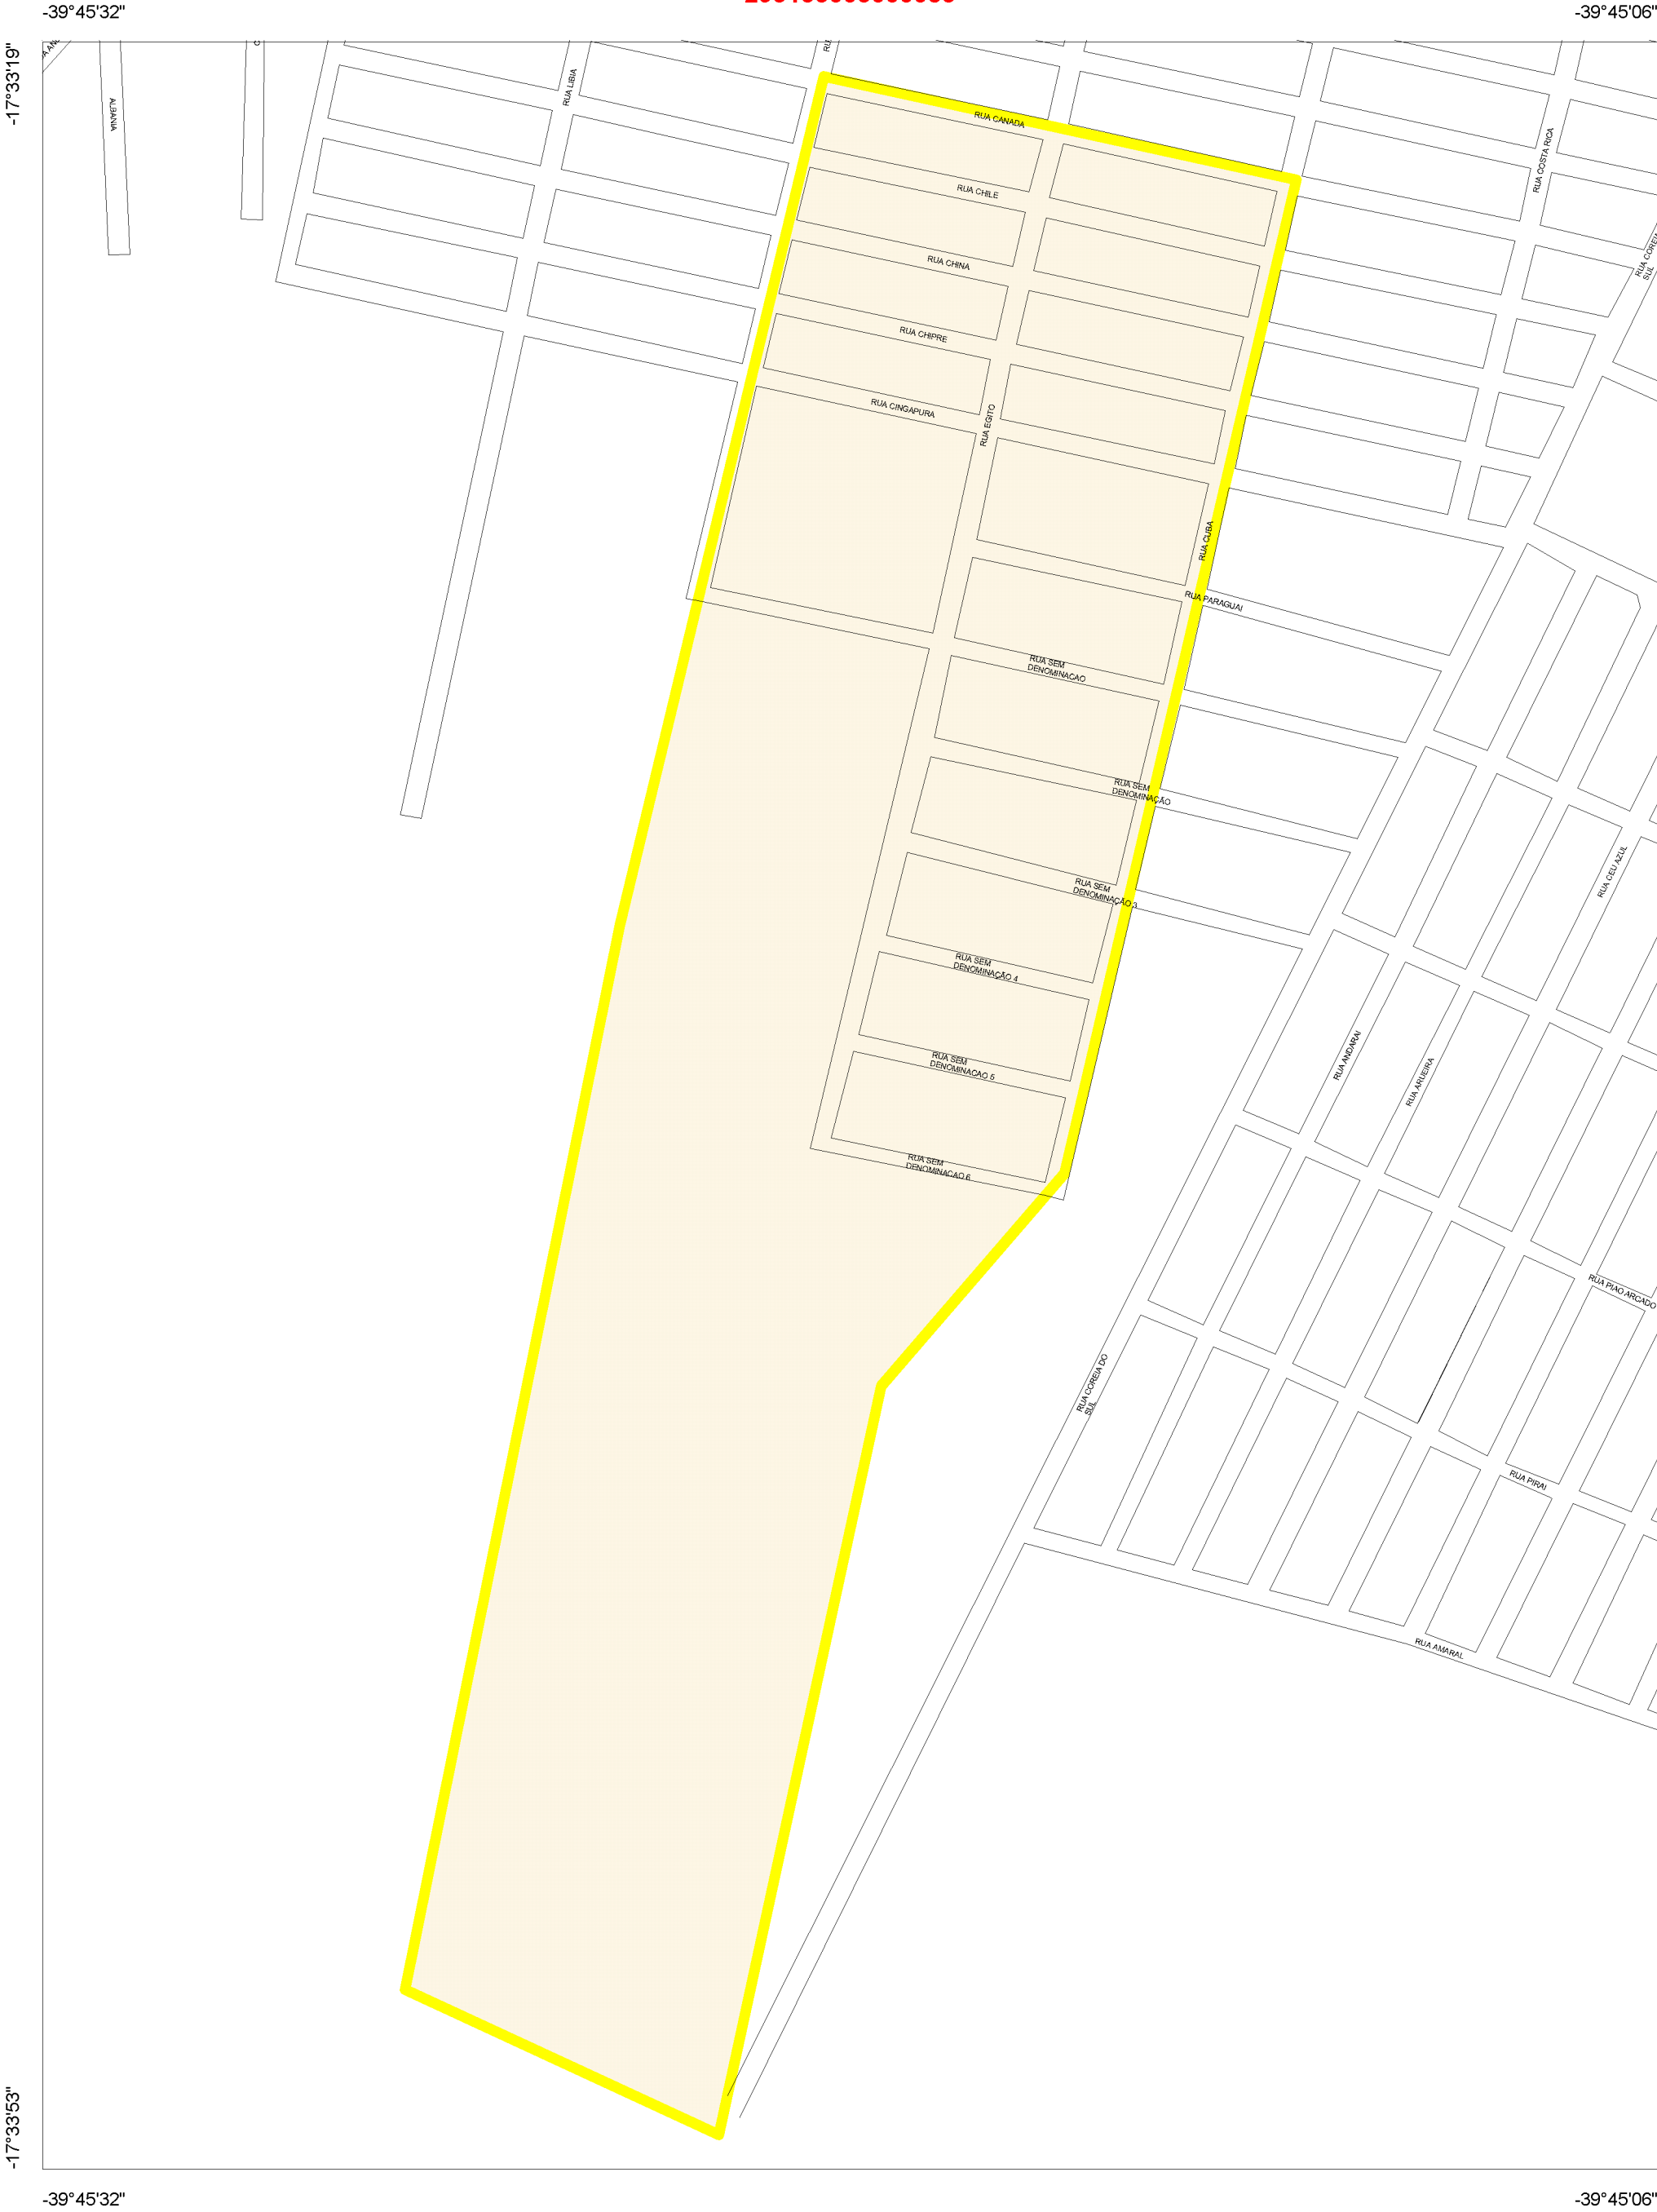 -39°45'32"
-39°45'06"
-17°33'19"
ALBANIA
RUA LIBIA
RUA CANADA
RUA COSTA RICA
RUA CHILE
RUA CHINA
RUA CHIPRE
RUA CINGAPURA
RUA EGITO
RUA CUBA
RUA PARAGUAI
RUA SEM
DENOMINACAO
RUA SEM
DENOMINAÇÃO
RUA CEU AZUL
RUA SEM
DENOMINAÇÃO 3
RUA SEM
DENOMINAÇÃO 4
RUA ANDARAI
RUA ARUEIRA
RUA SEM
DENOMINACAO 5
RUA SEM
DENOMINACAO 6
RUA PIAO ARCADO
RUA COREIA DO
SUL
RUA PIRAI
RUA AMARAL
-17°33'53"
-39°45'32"
-39°45'06"